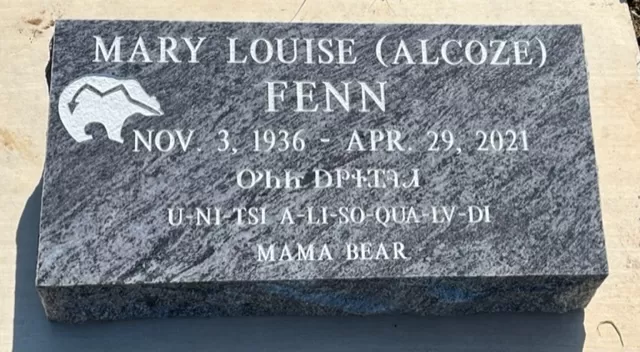 MARY LOUISE (ALCOZE)
FENN
NOV. 3, 1936 - APR. 29, 2021
ᎤᏂᏥ ᎠᎵᏐᏆᎸᏗ
U-NI-TSI A-LI-SO-QUA-LV-DI
MAMA BEAR